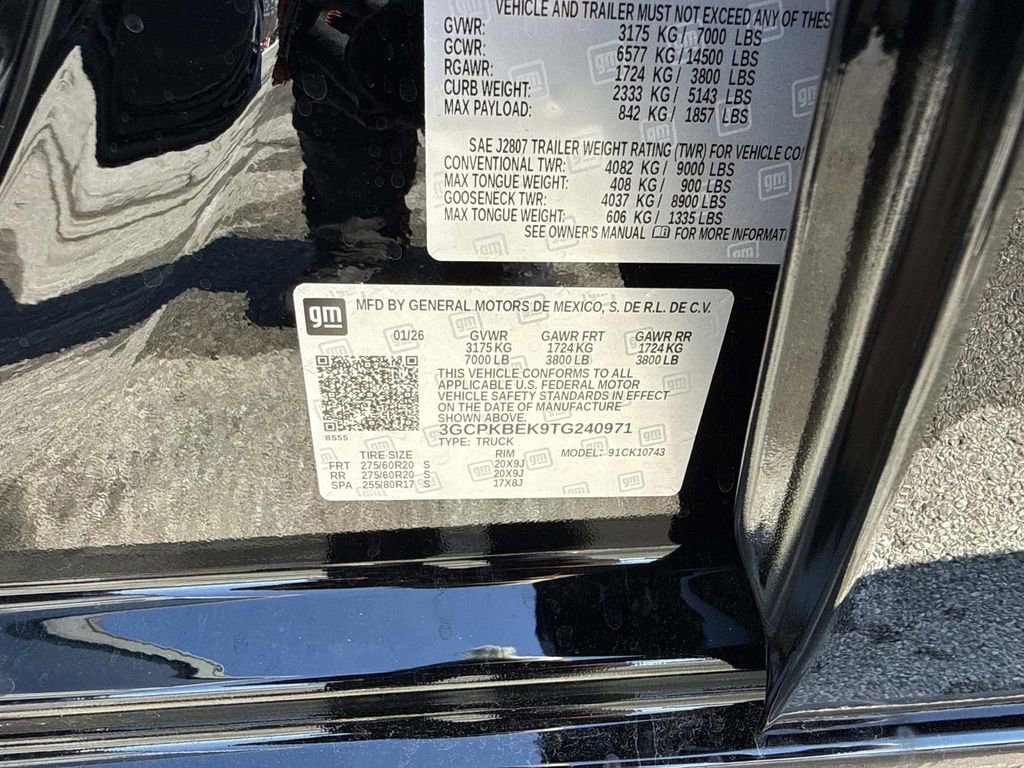 VEHICLE AND TRAILER MUST NOT EXCEED ANY OF THES
GVWR: 3175 KG / 7000 LBS
GCWR: 6577 KG / 14500 LBS
RGAWR: 1724 KG / 3800 LBS
CURB WEIGHT: 2333 KG / 5143 LBS
MAX PAYLOAD: 842 KG / 1857 LBS
SAE J2807 TRAILER WEIGHT RATING (TWR) FOR VEHICLE CO
CONVENTIONAL TWR: 4082 KG / 9000 LBS
MAX TONGUE WEIGHT: 408 KG / 900 LBS
GOOSENECK TWR: 4037 KG / 8900 LBS
MAX TONGUE WEIGHT: 606 KG / 1335 LBS
SEE OWNER'S MANUAL FOR MORE INFORMATI
gm MFD BY GENERAL MOTORS DE MEXICO, S. DE R.L. DE C.V.
01/26 GVWR GAWR FRT GAWR RR
3175 KG 1724 KG 1724 KG
7000 LB 3800 LB 3800 LB
THIS VEHICLE CONFORMS TO ALL
APPLICABLE U.S. FEDERAL MOTOR
VEHICLE SAFETY STANDARDS IN EFFECT
ON THE DATE OF MANUFACTURE
SHOWN ABOVE.
3GCPKBEK9TG240971
8555 TYPE: TRUCK MODEL: 91CK10743
TIRE SIZE RIM
FRT 275/60R20 S 20X9J
RR 275/60R20 S 20X9J
SPA 255/80R17 S 17X8J